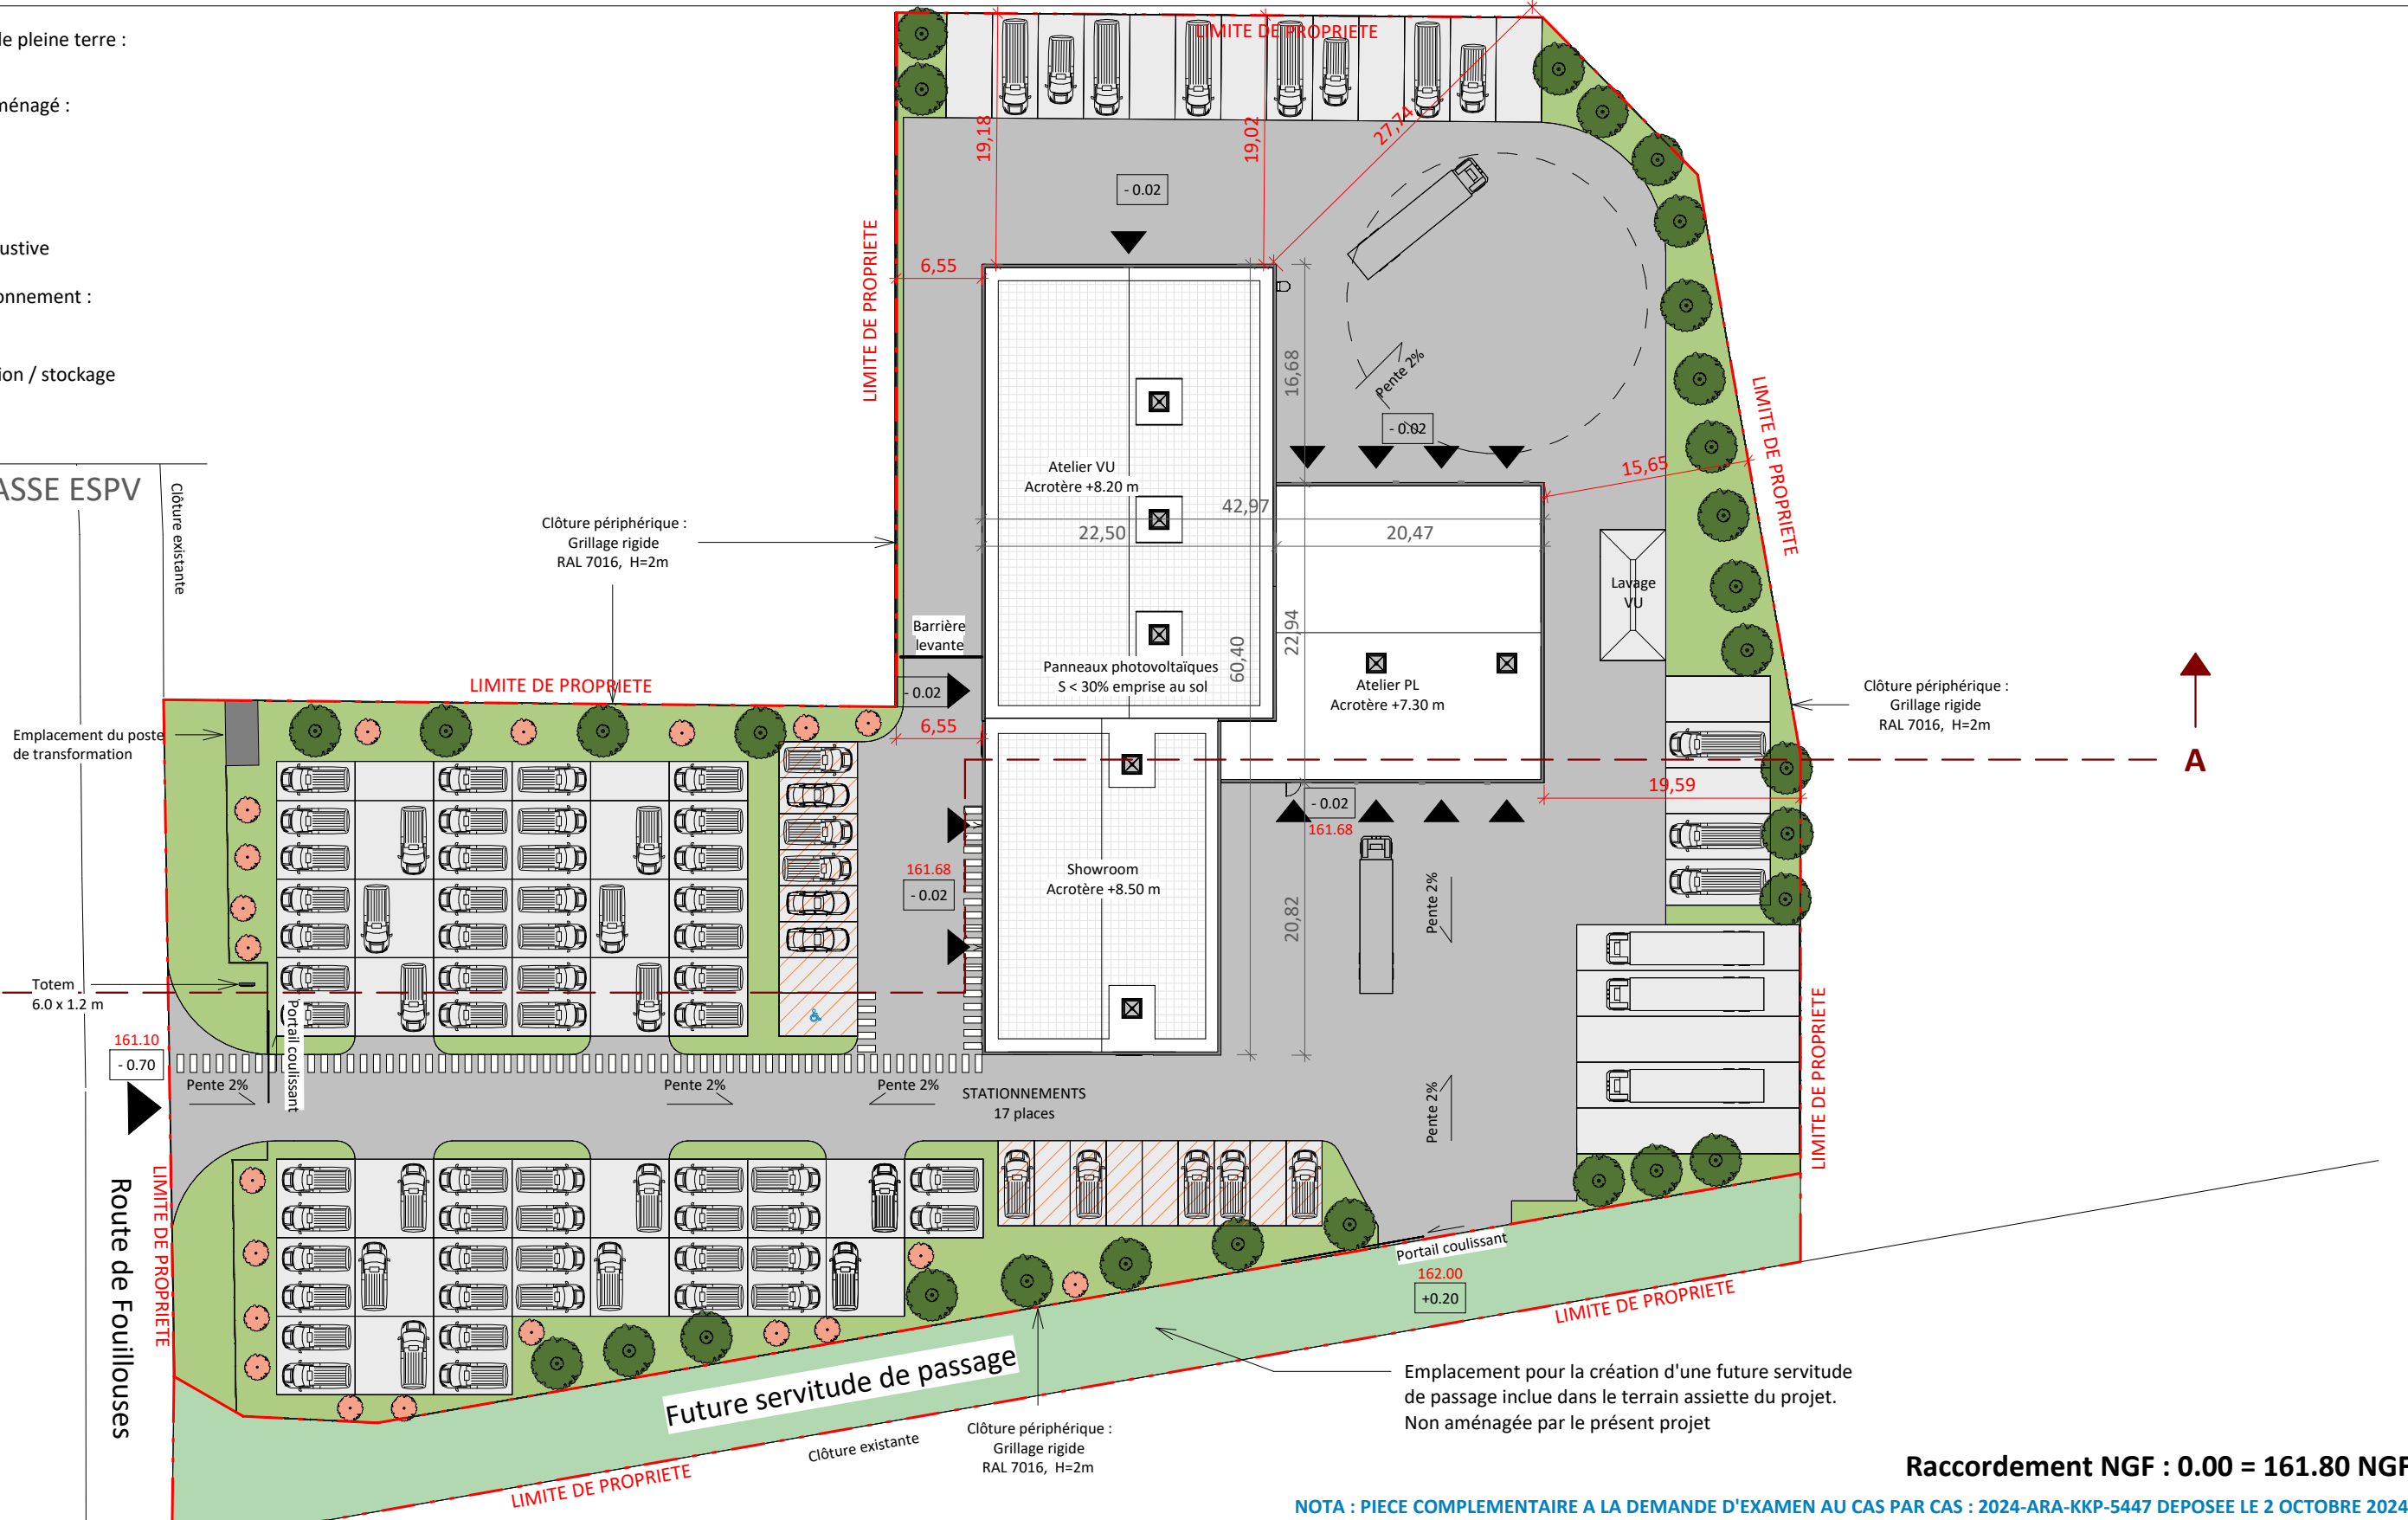 le pleine terre :
ménagé :
ustive
onnement :
ion / stockage
ASSE ESPV
Clôture existante
LIMITE DE PROPRIETE
19,18
19,02
27,74
- 0.02
LIMITE DE PROPRIETE
6,55
16,68
Pente 2%
- 0.02
LIMITE DE PROPRIETE
15,65
Atelier VU
Acrotère +8.20 m
42,97
22,50
20,47
Clôture périphérique :
Grillage rigide
RAL 7016, H=2m
Lavage
VU
Barrière
levante
60,40
22,94
Panneaux photovoltaïques
S < 30% emprise au sol
Atelier PL
Acrotère +7.30 m
- 0.02
LIMITE DE PROPRIETE
6,55
Clôture périphérique :
Grillage rigide
RAL 7016, H=2m
Emplacement du poste
de transformation
A
19,59
- 0.02
161.68
161.68
- 0.02
Showroom
Acrotère +8.50 m
20,82
Pente 2%
Totem
6.0 x 1.2 m
Portail coulissant
161.10
- 0.70
Pente 2%
Pente 2%
Pente 2%
STATIONNEMENTS
17 places
Pente 2%
LIMITE DE PROPRIETE
Route de Fouillouses
LIMITE DE PROPRIETE
Portail coulissant
162.00
+0.20
LIMITE DE PROPRIETE
Future servitude de passage
Emplacement pour la création d'une future servitude
de passage inclue dans le terrain assiette du projet.
Non aménagée par le présent projet
Clôture existante
Clôture périphérique :
Grillage rigide
RAL 7016, H=2m
LIMITE DE PROPRIETE
Raccordement NGF : 0.00 = 161.80 NGF
NOTA : PIECE COMPLEMENTAIRE A LA DEMANDE D'EXAMEN AU CAS PAR CAS : 2024-ARA-KKP-5447 DEPOSEE LE 2 OCTOBRE 2024